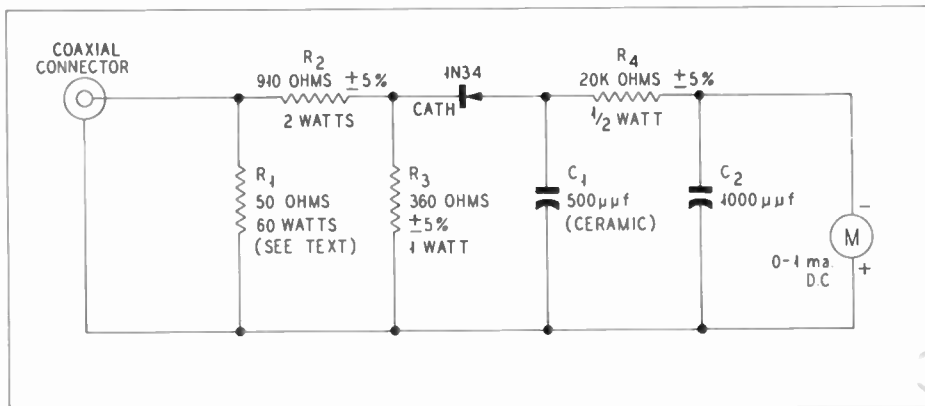 COAXIAL
CONNECTOR
R2
910 OHMS ±5%
2 WATTS
1N34
CATH
R4
20K OHMS ±5%
1/2 WATT
R1
50 OHMS
60 WATTS
(SEE TEXT)
R3
360 OHMS
±5%
1 WATT
C1
500μμf
(CERAMIC)
C2
1000μμf
-
M
+
0-1 ma.
D.C